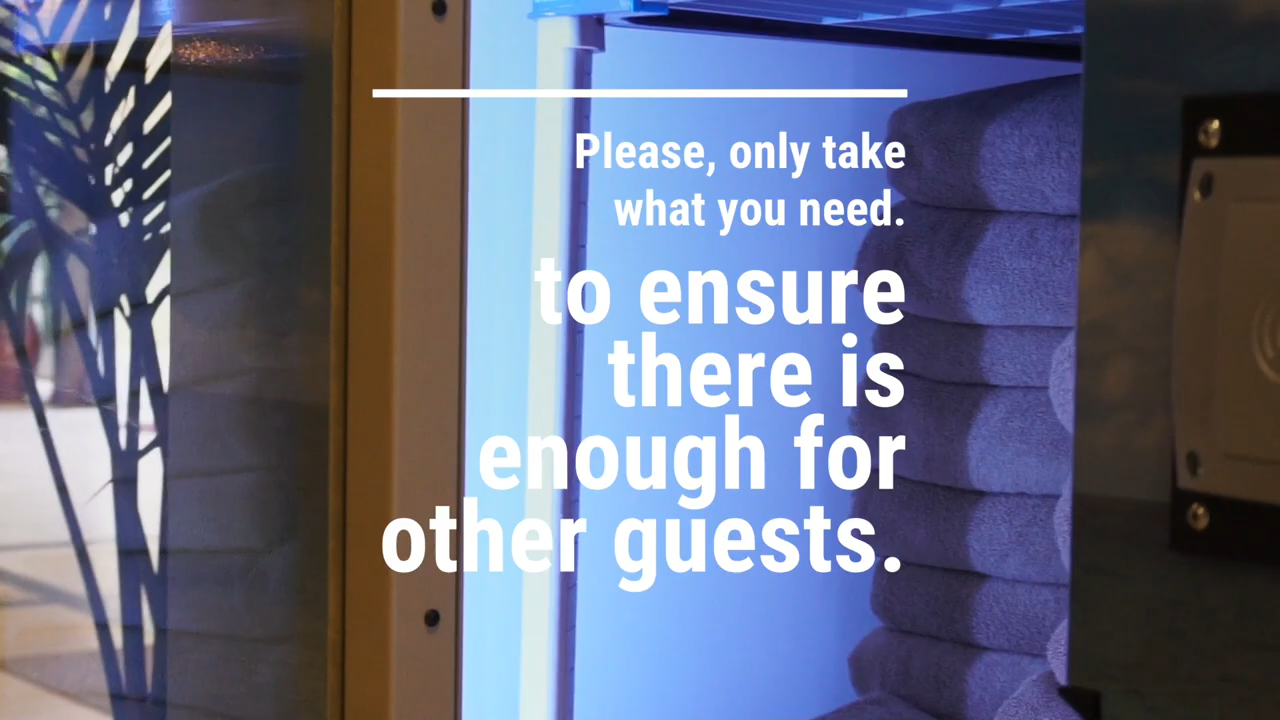 Please, only take
what you need.
to ensure
there is
enough for
other guests.